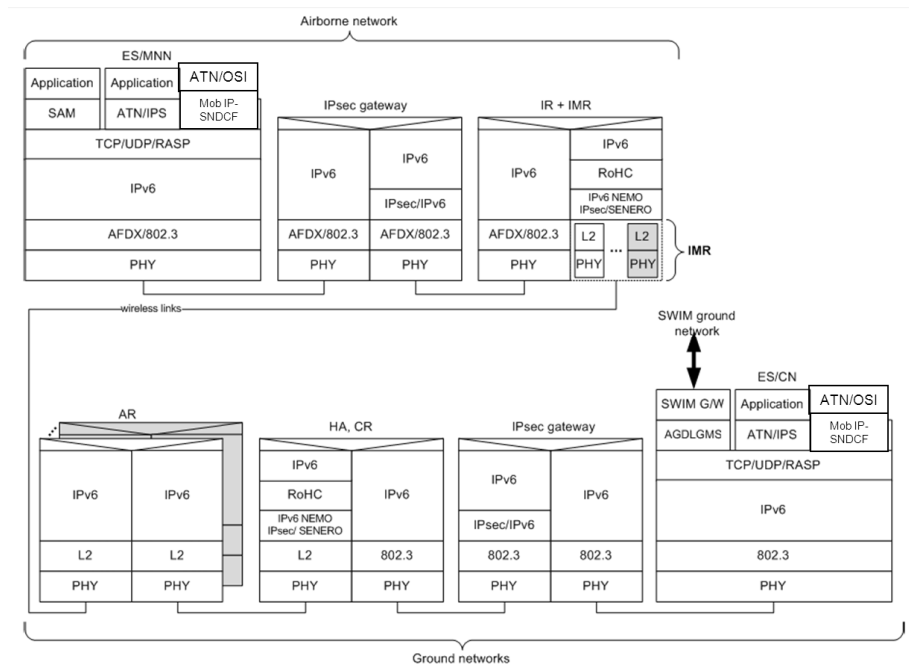 Airborne network
ES/MNN
Application
Application
ATN/OSI
SAM
ATN/IPS
Mob IP-
SNDCF
TCP/UDP/RASP
IPv6
AFDX/802.3
PHY
IPsec gateway
IPv6
IPv6
IPsec/IPv6
AFDX/802.3
AFDX/802.3
PHY
PHY
IR + IMR
IPv6
IPv6
RoHC
IPv6 NEMO
IPsec/SENERO
AFDX/802.3
L2
...
L2
PHY
PHY
PHY
IMR
wireless links
SWIM ground
network
AR
IPv6
IPv6
L2
L2
PHY
PHY
HA, CR
IPv6
RoHC
IPv6 NEMO
IPsec/ SENERO
IPv6
L2
802.3
PHY
PHY
IPsec gateway
IPv6
IPsec/IPv6
IPv6
802.3
802.3
PHY
PHY
ES/CN
SWIM G/W
Application
ATN/OSI
AGDLGMS
ATN/IPS
Mob IP-
SNDCF
TCP/UDP/RASP
IPv6
802.3
PHY
Ground networks